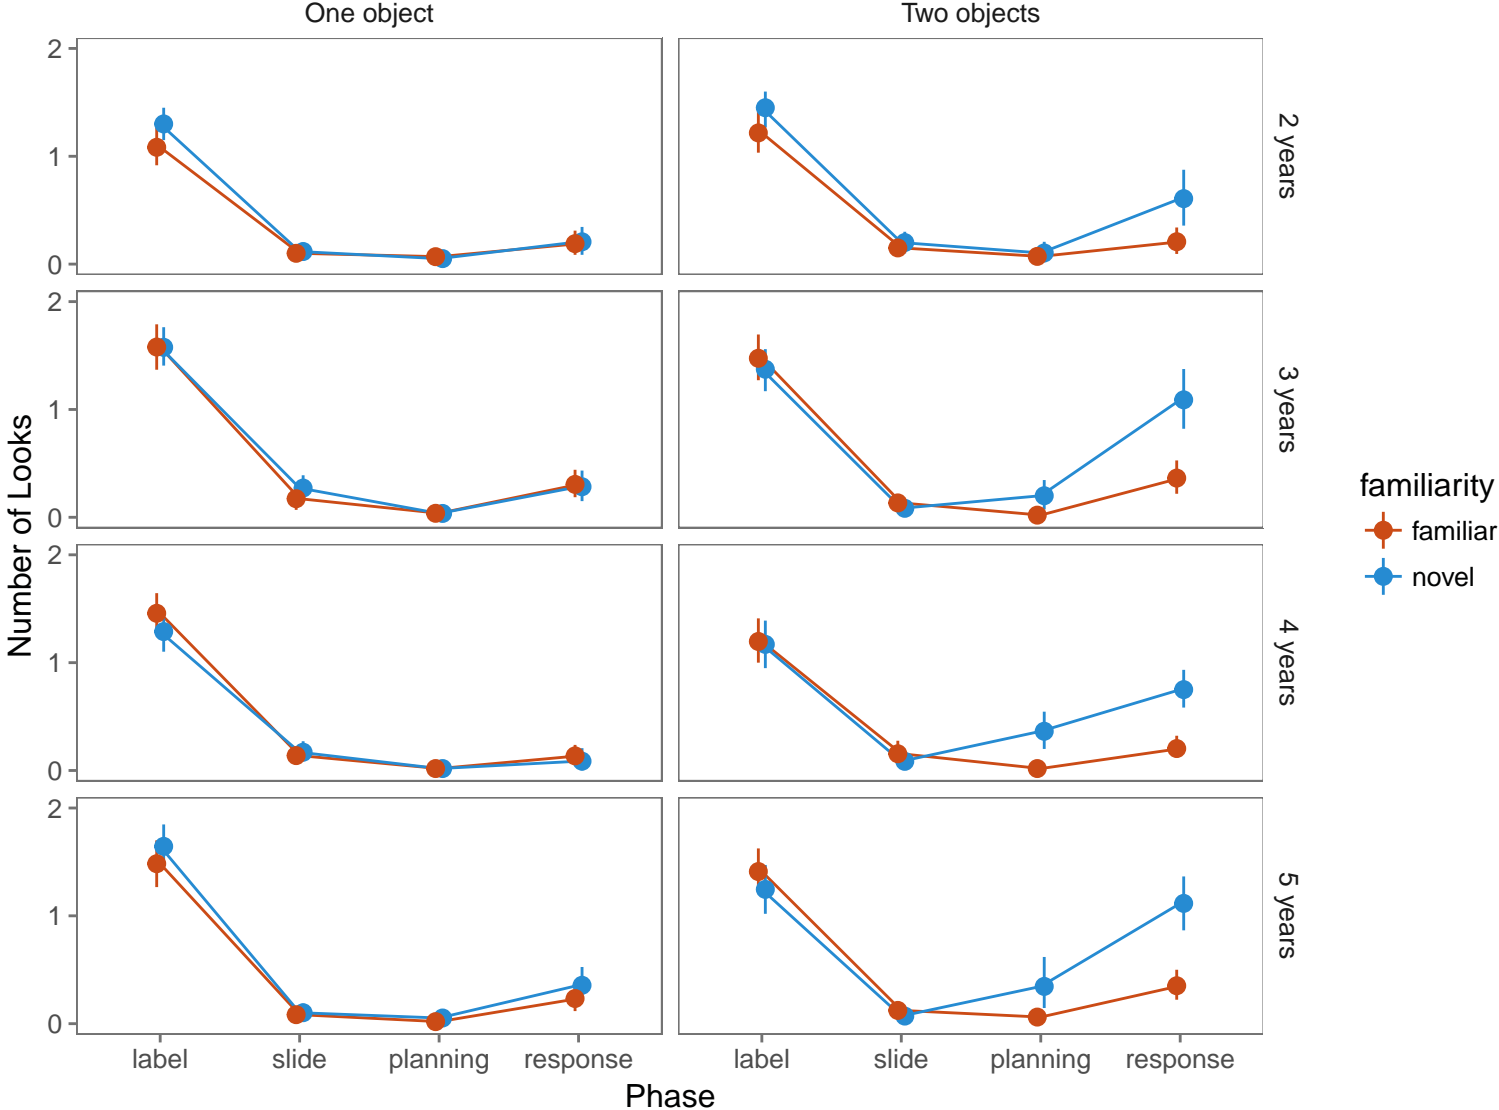 One object
Two objects
2
1
0
2 years
2
1
0
3 years
2
1
0
4 years
2
1
0
5 years
Number of Looks
label slide planning response
label slide planning response
Phase
familiarity
familiar
novel